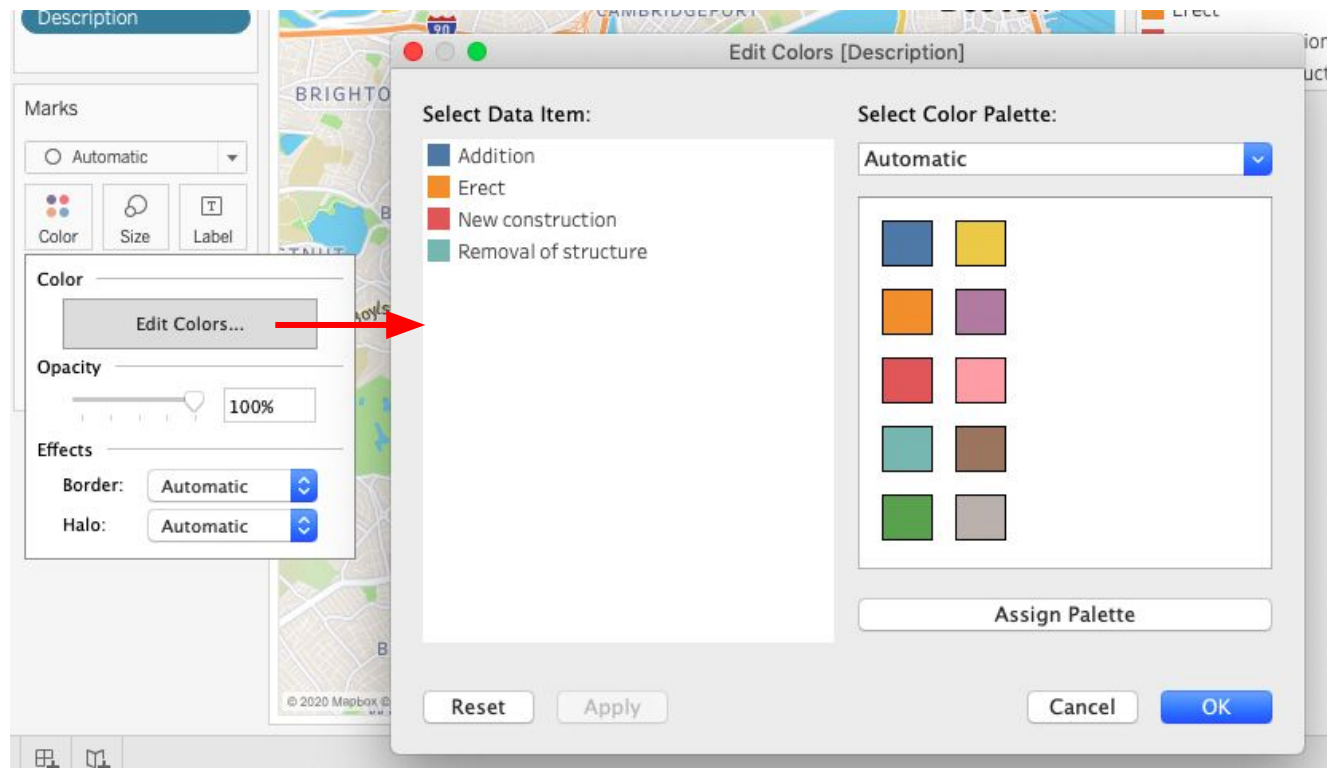 Description
Marks
Automatic
Color
Size
Label
Color
Edit Colors...
Opacity
100%
Effects
Border:
Automatic
Halo:
Automatic
90
CAMBRIDGEPORT
Boston
BRIGHTO
B
© 2020 Mapbox ©
Edit Colors [Description]
Select Data Item:
Addition
Erect
New construction
Removal of structure
Select Color Palette:
Automatic
Assign Palette
Reset
Apply
Cancel
OK
Erect